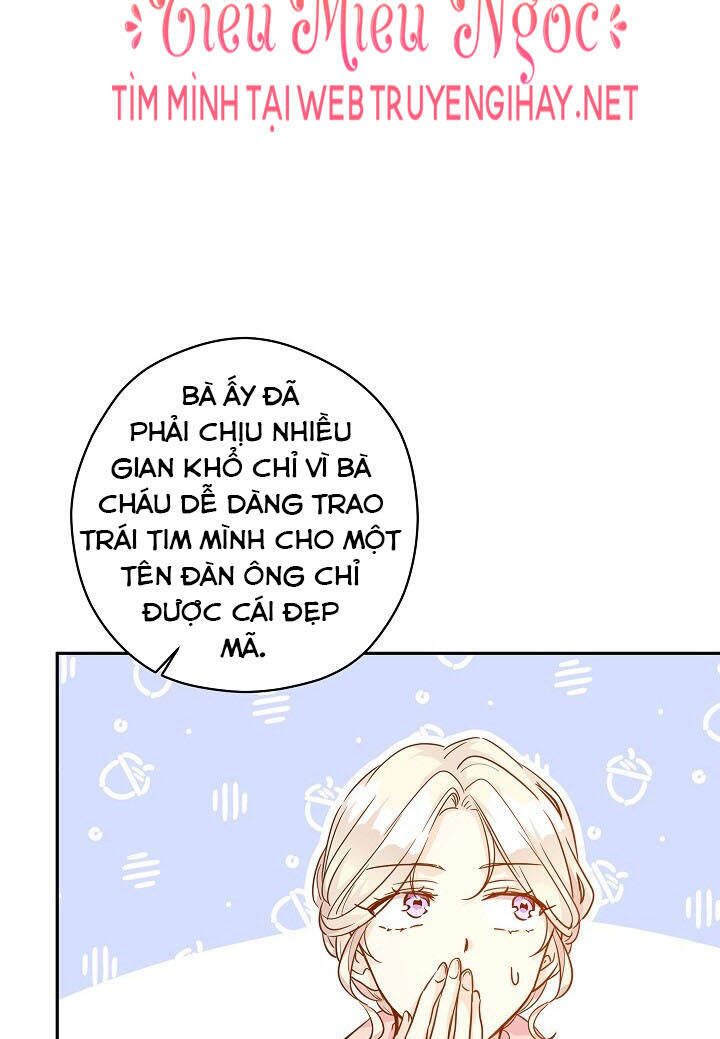 Tiểu Miêu Ngọc
TÌM MÌNH TẠI WEB TRUYENGIHAY.NET
BÀ ẤY ĐÃ
PHẢI CHỊU NHIỀU
GIAN KHỔ CHỈ VÌ BÀ
CHÁU DỄ DÀNG TRAO
TRÁI TIM MÌNH CHO MỘT
TÊN ĐÀN ÔNG CHỈ
ĐƯỢC CÁI ĐẸP
MÃ.